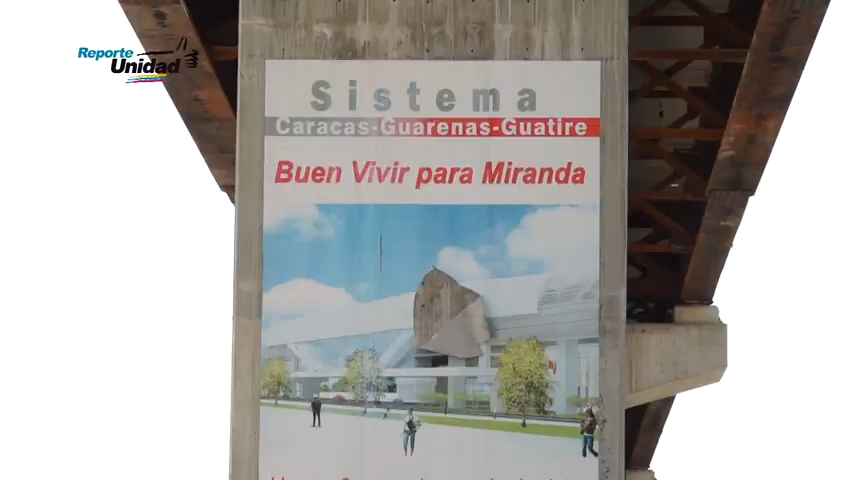 Reporte
Unidad
Sistema
Caracas-Guarenas-Guatire
Buen Vivir para Miranda